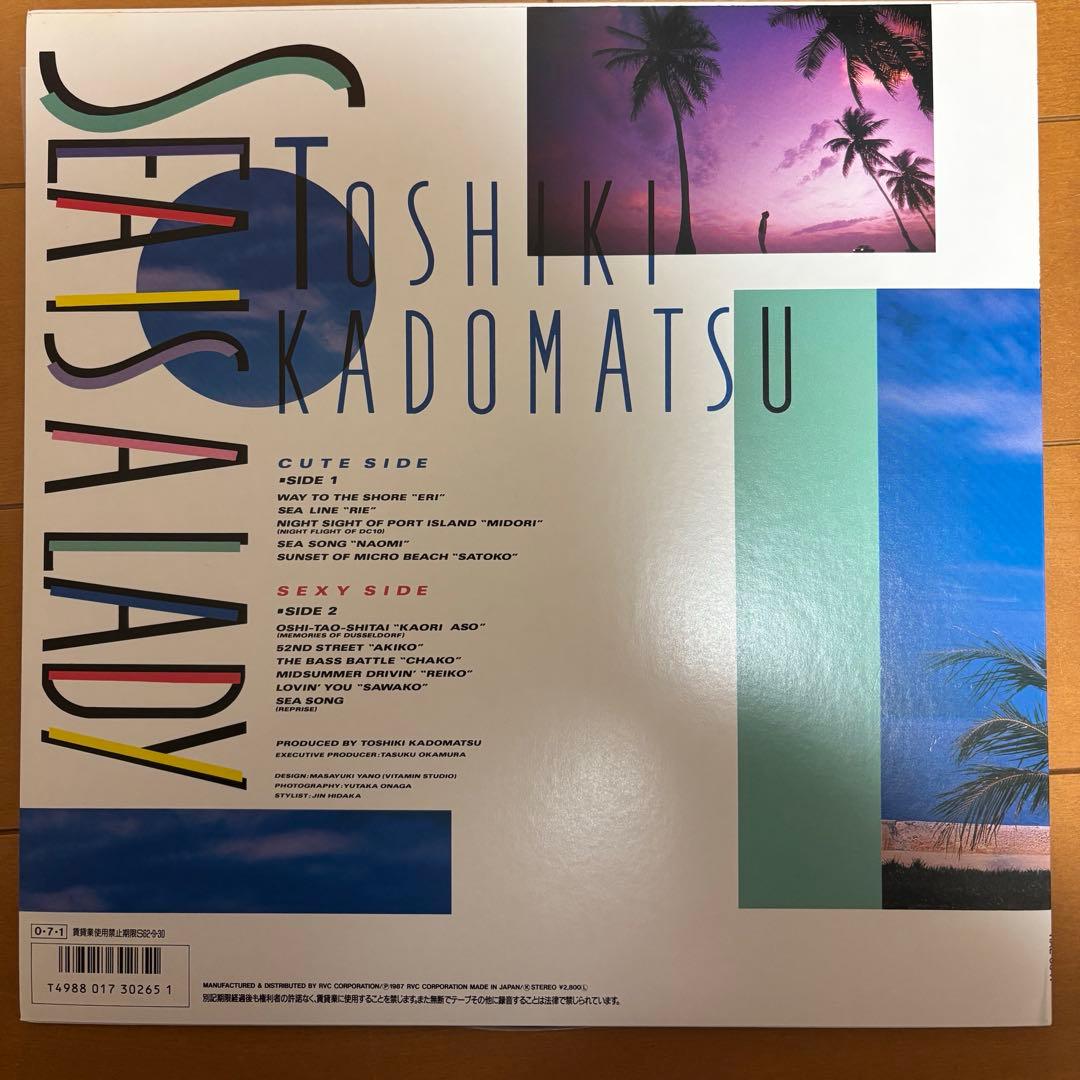 SEA IS A LADY
TOSHIKI
KADOMATSU
CUTE SIDE
■SIDE 1
WAY TO THE SHORE "ERI"
SEA LINE "RIE"
NIGHT SIGHT OF PORT ISLAND "MIDORI"
(NIGHT FLIGHT OF DC10)
SEA SONG "NAOMI"
SUNSET OF MICRO BEACH "SATOKO"
SEXY SIDE
■SIDE 2
OSHI-TAO-SHITAI "KAORI ASO"
(MEMORIES OF DUSSELDORF)
52ND STREET "AKIKO"
THE BASS BATTLE "CHAKO"
MIDSUMMER DRIVIN' "REIKO"
LOVIN' YOU "SAWAKO"
SEA SONG
(REPRISE)
PRODUCED BY TOSHIKI KADOMATSU
EXECUTIVE PRODUCER:TASUKU OKAMURA
DESIGN:MASAYUKI YANO(VITAMIN STUDIO)
PHOTOGRAPHY:YUTAKA ONAGA
STYLIST:JIN HIDAKA
0・7・1 賃貸業使用禁止期限S62・9・30
T4988 017 30265 1
MANUFACTURED & DISTRIBUTED BY RVC CORPORATION/Ⓟ1987 RVC CORPORATION MADE IN JAPAN/Ⓚ STEREO ¥2,800Ⓛ
別記期限経過後も権利者の許諾なく、賃貸業に使用することを禁じます。また無断でテープその他に録音することは法律で禁じられています。